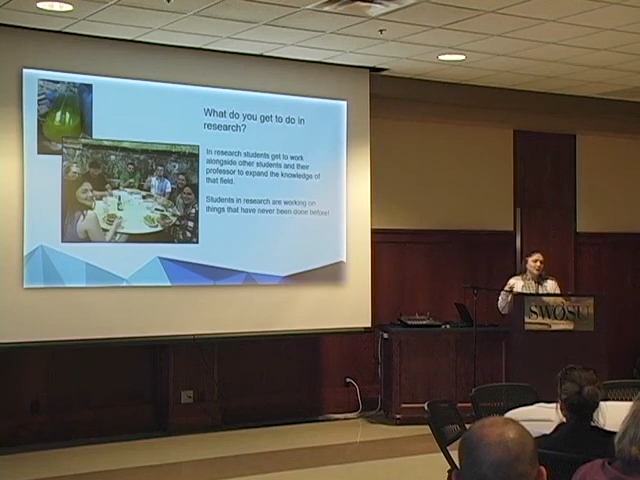 What do you get to do in
research?
In research students get to work
alongside other students and their
professor to expand the knowledge of
that field.
Students in research are working on
things that have never been done before!
SWOSU